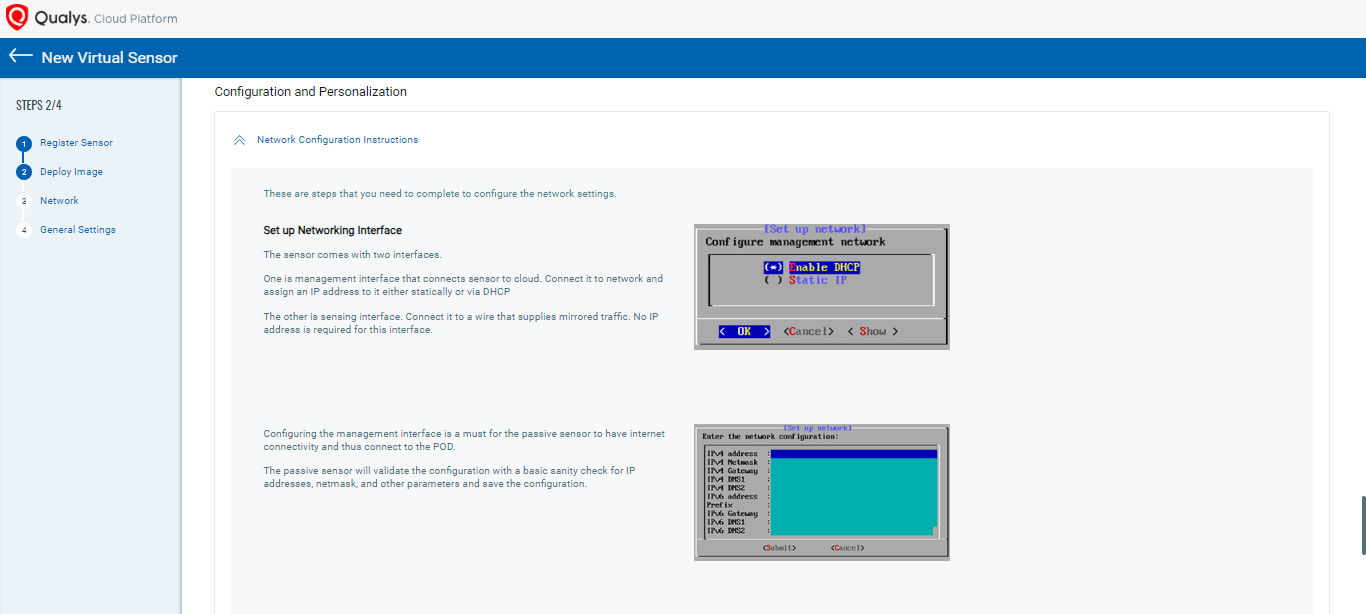 Qualys. Cloud Platform
New Virtual Sensor
STEPS 2/4
1 Register Sensor
2 Deploy Image
3 Network
4 General Settings
Configuration and Personalization
Network Configuration Instructions
These are steps that you need to complete to configure the network settings.
Set up Networking Interface
The sensor comes with two interfaces.
One is management interface that connects sensor to cloud. Connect it to network and
assign an IP address to it either statically or via DHCP
The other is sensing interface. Connect it to a wire that supplies mirrored traffic. No IP
address is required for this interface.
[Set up network]
Configure management network
(*) Enable DHCP
( ) Static IP
< OK > <Cancel> < Show >
Configuring the management interface is a must for the passive sensor to have internet
connectivity and thus connect to the POD.
The passive sensor will validate the configuration with a basic sanity check for IP
addresses, netmask, and other parameters and save the configuration.
[Set up network]
Enter the network configuration:
IPv4 address :
IPv4 Netmask :
IPv4 Gateway :
IPv4 DNS1 :
IPv4 DNS2 :
IPv6 address :
Prefix :
IPv6 Gateway :
IPv6 DNS1 :
IPv6 DNS2 :
<Submit> <Cancel>